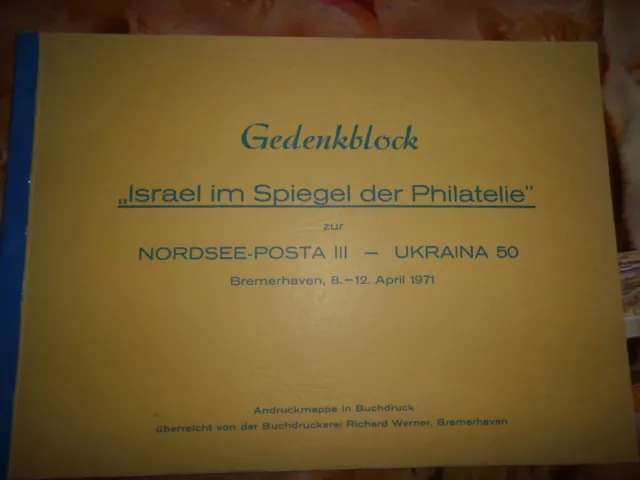 Gedenkblock
„Israel im Spiegel der Philatelie”
zur
NORDSEE-POSTA III — UKRAINA 50
Bremerhaven, 8.—12. April 1971
Andruckmappe in Buchdruck
überreicht von der Buchdruckerei Richard Werner, Bremerhaven